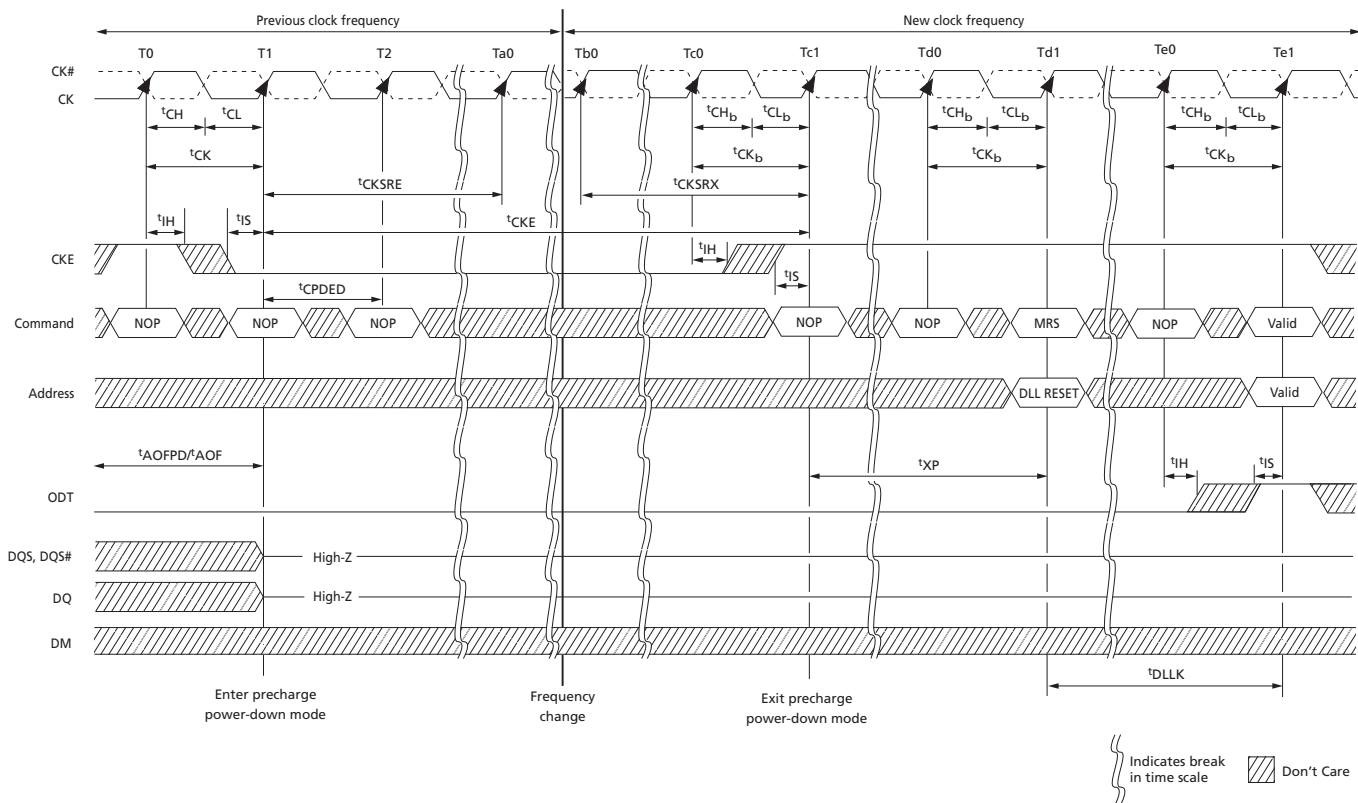 Previous clock frequency New clock frequency
T0 T1 T2 Ta0 Tb0 Tc0 Tc1 Td0 Td1 Te0 Te1
CK#
CK
tCH tCL tCHb tCLb tCHb tCLb tCHb tCLb
tCK tCKb tCKb tCKb
tCKSRE tCKSRX
tIH tIS tCKE
CKE tIH
tIS
tCPDED
Command NOP NOP NOP NOP NOP MRS NOP Valid
Address DLL RESET Valid
tAOFPD/tAOF tXP tIH tIS
ODT
DQS, DQS# High-Z
DQ High-Z
DM
tDLLK
Enter precharge
power-down mode
Frequency
change
Exit precharge
power-down mode
Indicates break
in time scale
Don't Care